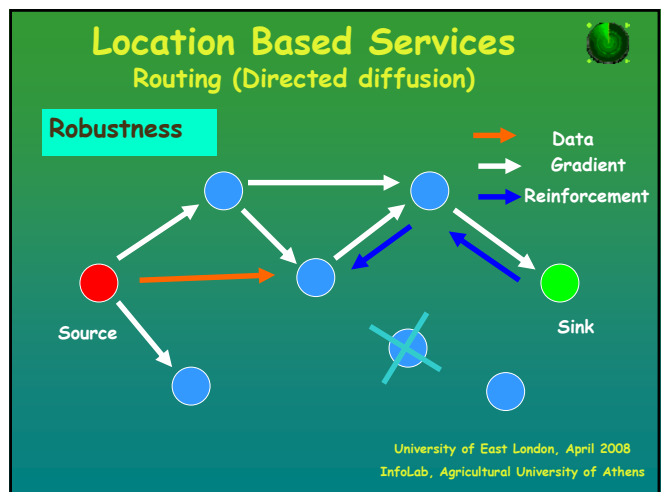 Location Based Services
Routing (Directed diffusion)
Robustness
Data
Gradient
Reinforcement
Source
Sink
University of East London, April 2008
InfoLab, Agricultural University of Athens